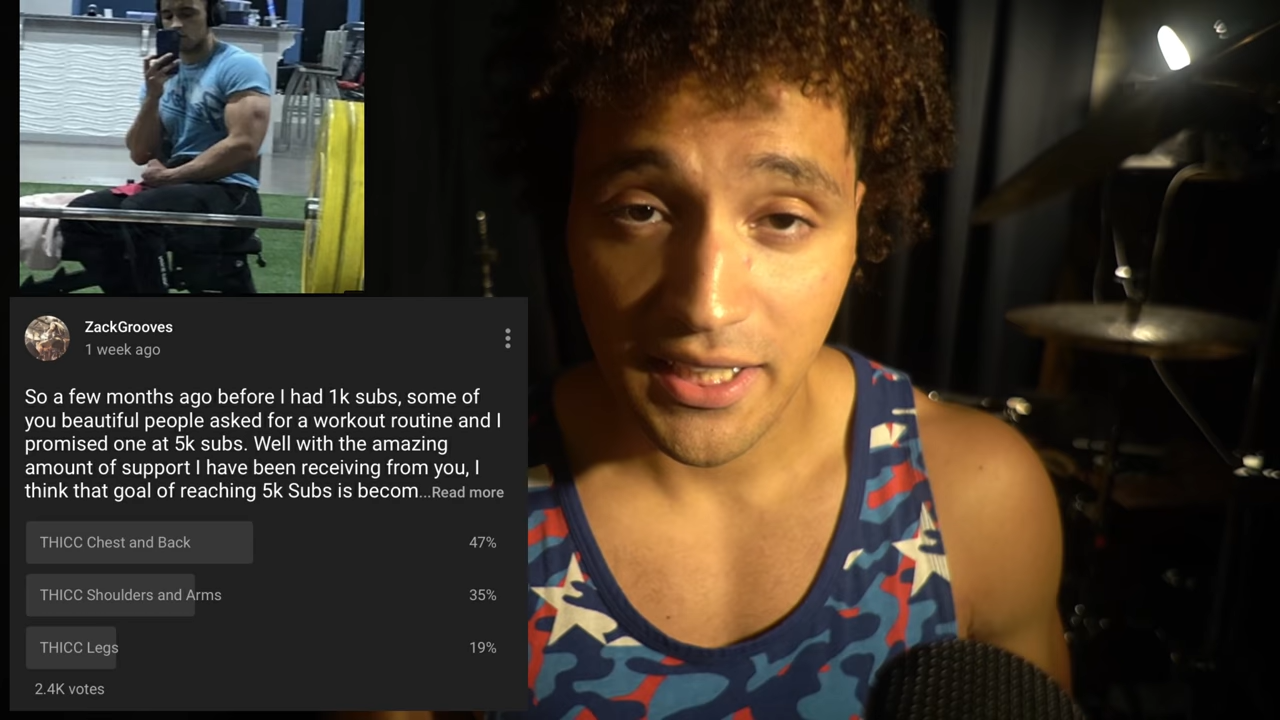 ZackGrooves
1 week ago
So a few months ago before I had 1k subs, some of
you beautiful people asked for a workout routine and I
promised one at 5k subs. Well with the amazing
amount of support I have been receiving from you, I
think that goal of reaching 5k Subs is becom...Read more
THICC Chest and Back 47%
THICC Shoulders and Arms 35%
THICC Legs 19%
2.4K votes